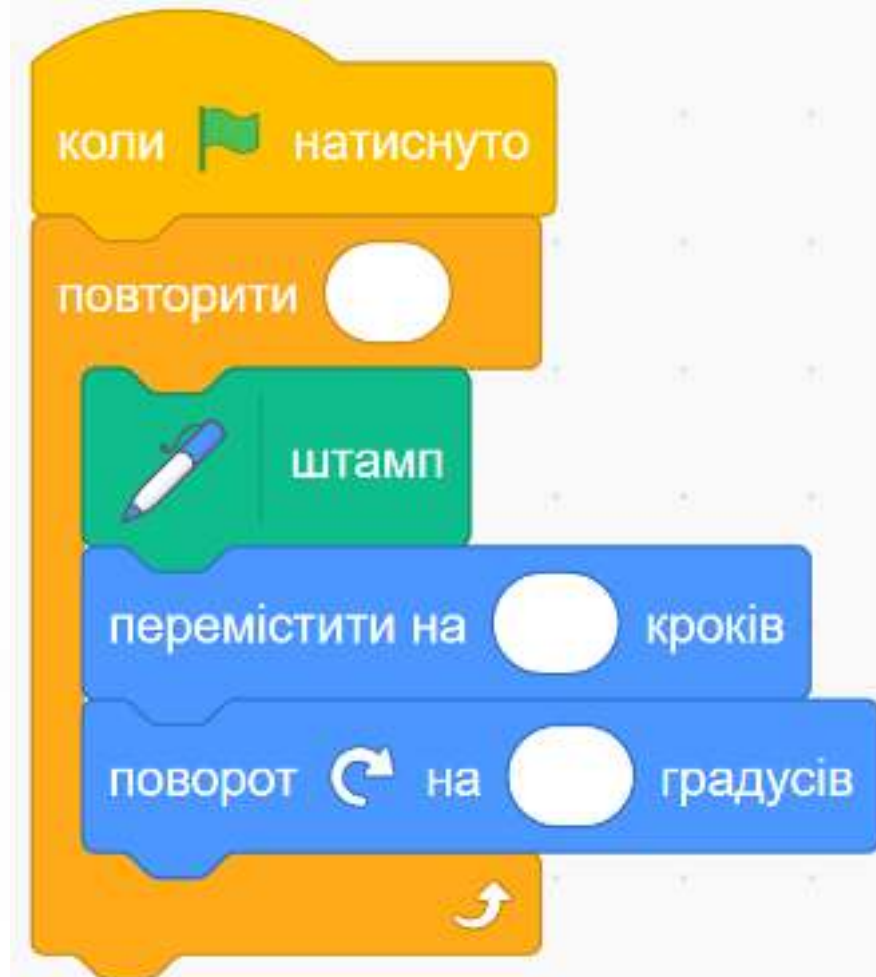 коли натиснуто
повторити
штамп
перемістити на кроків
поворот на градусів